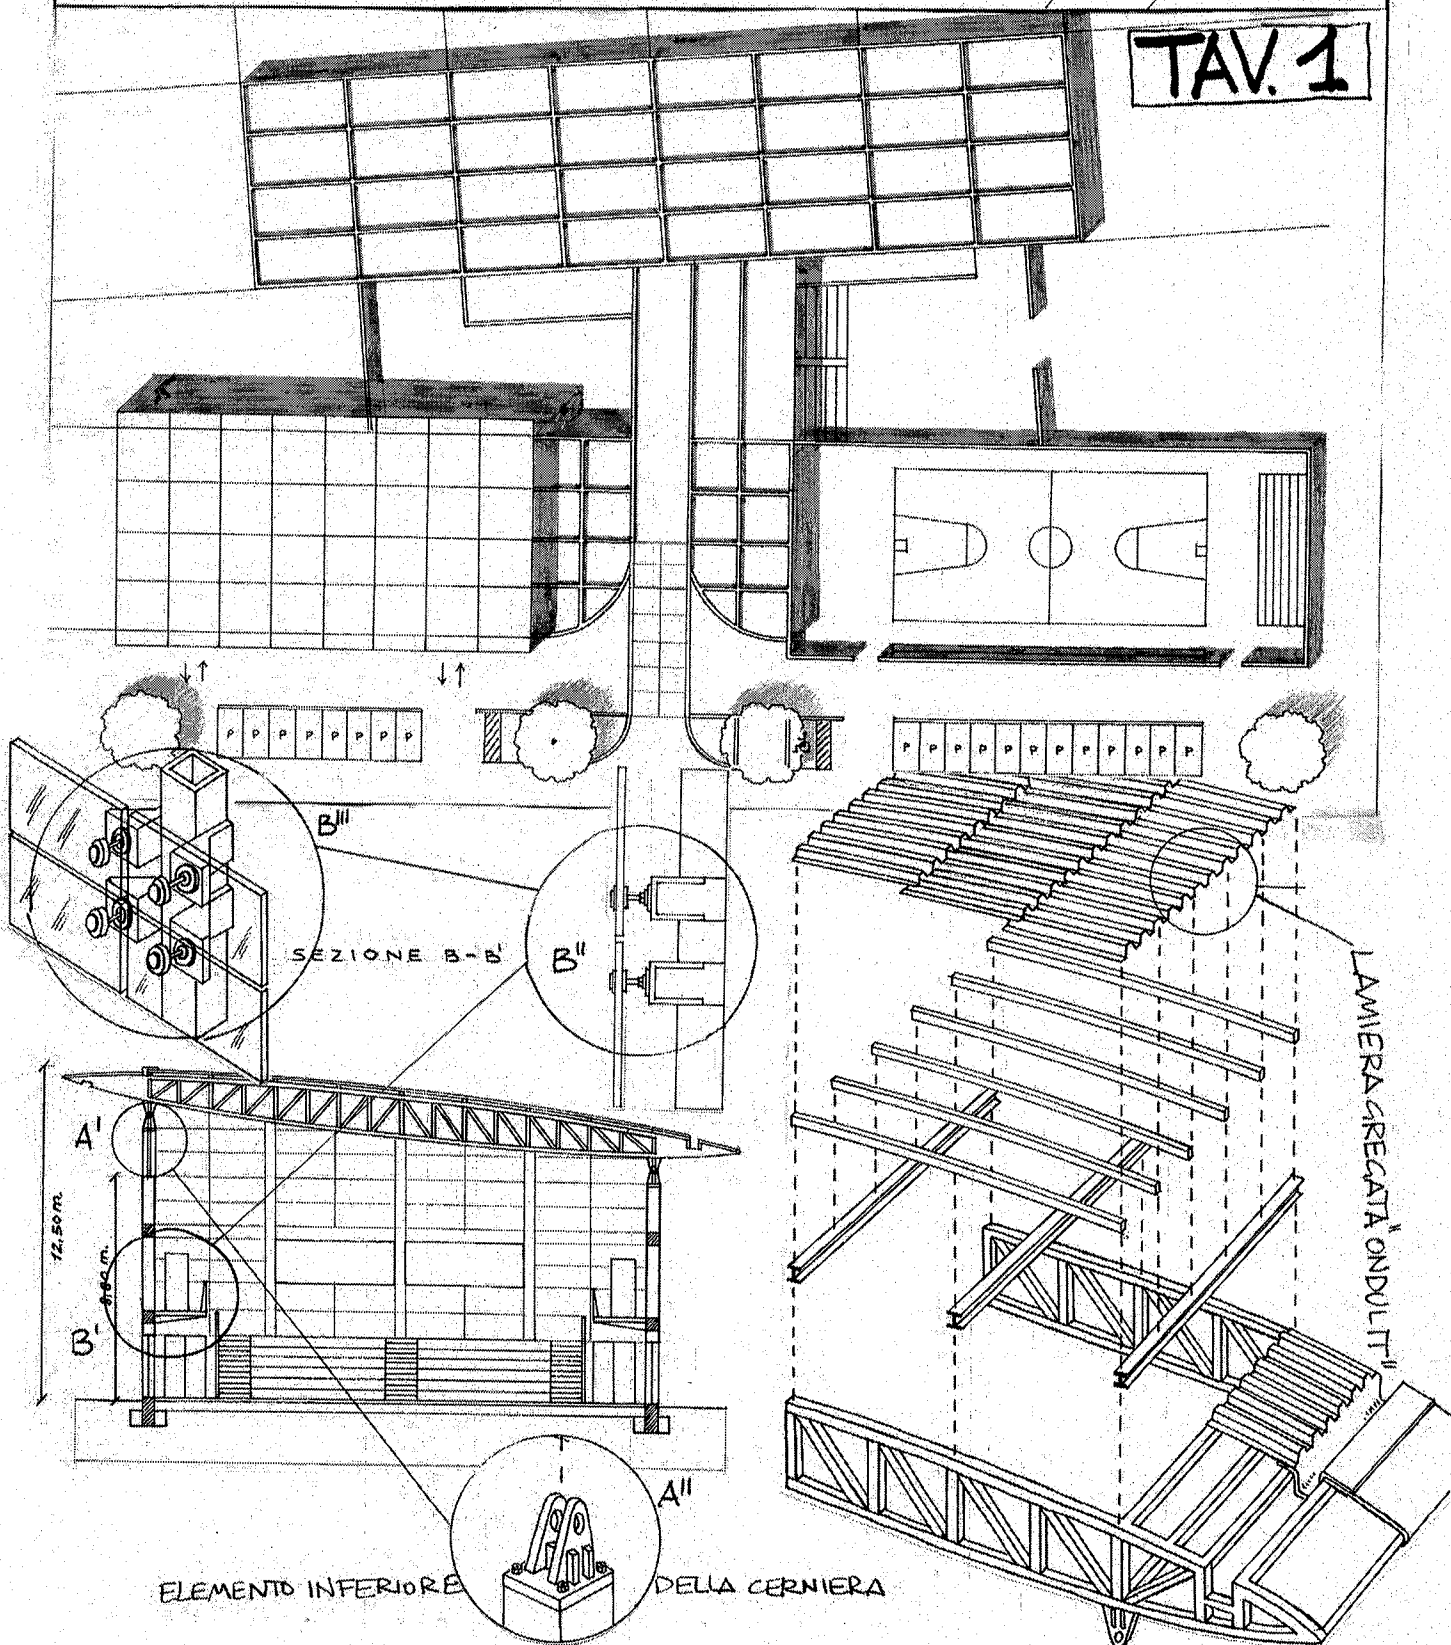 TAV. 1
P P P P P P P P
P P P P P P P P P P P P
B'''
SEZIONE B-B'
B''
LAMIERA GRECATA "ONDULIT"
A'
12.50 m.
B'
A''
ELEMENTO INFERIORE DELLA CERNIERA